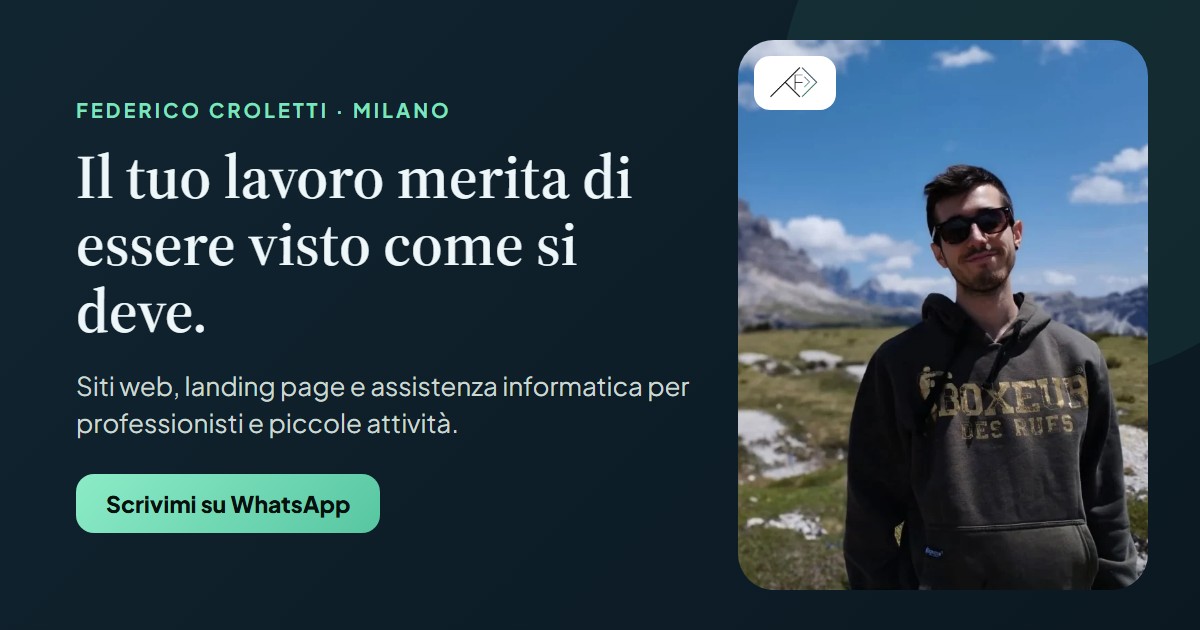 FEDERICO CROLETTI · MILANO
Il tuo lavoro merita di
essere visto come si
deve.
Siti web, landing page e assistenza informatica per
professionisti e piccole attività.
Scrivimi su WhatsApp
BOXEUR
DES RUES